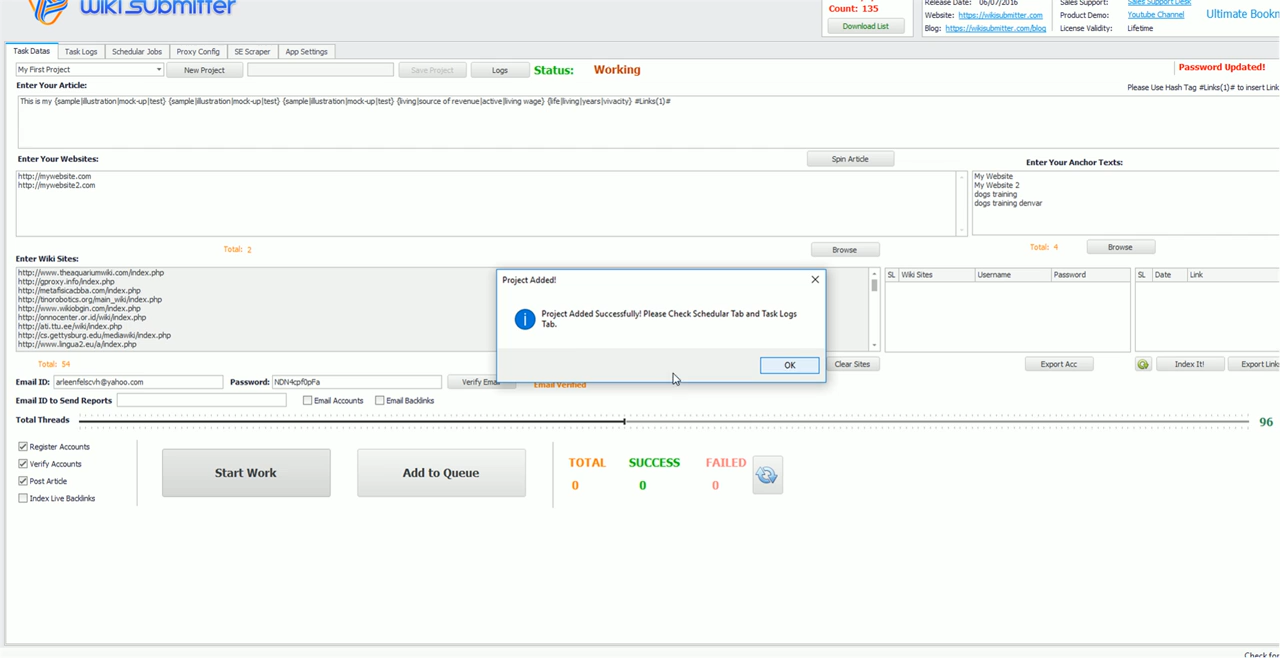 Wiki Submitter
Count: 135
Download List
Release Date: 06/07/2016
Website: https://wikisubmitter.com
Blog: https://wikisubmitter.com/blog
Sales Support: Sales Support Desk
Product Demo: Youtube Channel
License Validity: Lifetime
Ultimate Bookn
Task Datas Task Logs Schedular Jobs Proxy Config SE Scraper App Settings
My First Project New Project Save Project Logs Status: Working
Password Updated!
Enter Your Article:
Please Use Hash Tag #Links(1)# to insert Link
This is my {sample|illustration|mock-up|test} {sample|illustration|mock-up|test} {sample|illustration|mock-up|test} {living|source of revenue|active|living wage} {life|living|years|vivacity} #Links(1)#
Enter Your Websites:
Spin Article
Enter Your Anchor Texts:
http://mywebsite.com
http://mywebsite2.com
My Website
My Website 2
dogs training
dogs training denvar
Total: 2
Browse
Total: 4
Browse
Enter Wiki Sites:
http://www.theaquariumwiki.com/index.php
http://gproxy.info/index.php
http://metafisicacbba.com/index.php
http://tinorobotics.org/main_wiki/index.php
http://www.wikiobgin.com/index.php
http://onnocenter.or.id/wiki/index.php
http://ati.ttu.ee/wiki/index.php
http://cs.gettysburg.edu/mediawiki/index.php
http://www.lingua2.eu/a/index.php
Project Added!
Project Added Successfully! Please Check Schedular Tab and Task Logs
Tab.
OK
SL Wiki Sites Username Password
SL Date Link
Total: 54
Clear Sites
Export Acc
Index It!
Export Link
Email ID: arleenfelscvh@yahoo.com Password: NDN4cpf0pFa Verify Email Email Verified
Email ID to Send Reports Email Accounts Email Backlinks
Total Threads 96
Register Accounts
Verify Accounts
Post Article
Index Live Backlinks
Start Work
Add to Queue
TOTAL SUCCESS FAILED
0 0 0
Check for